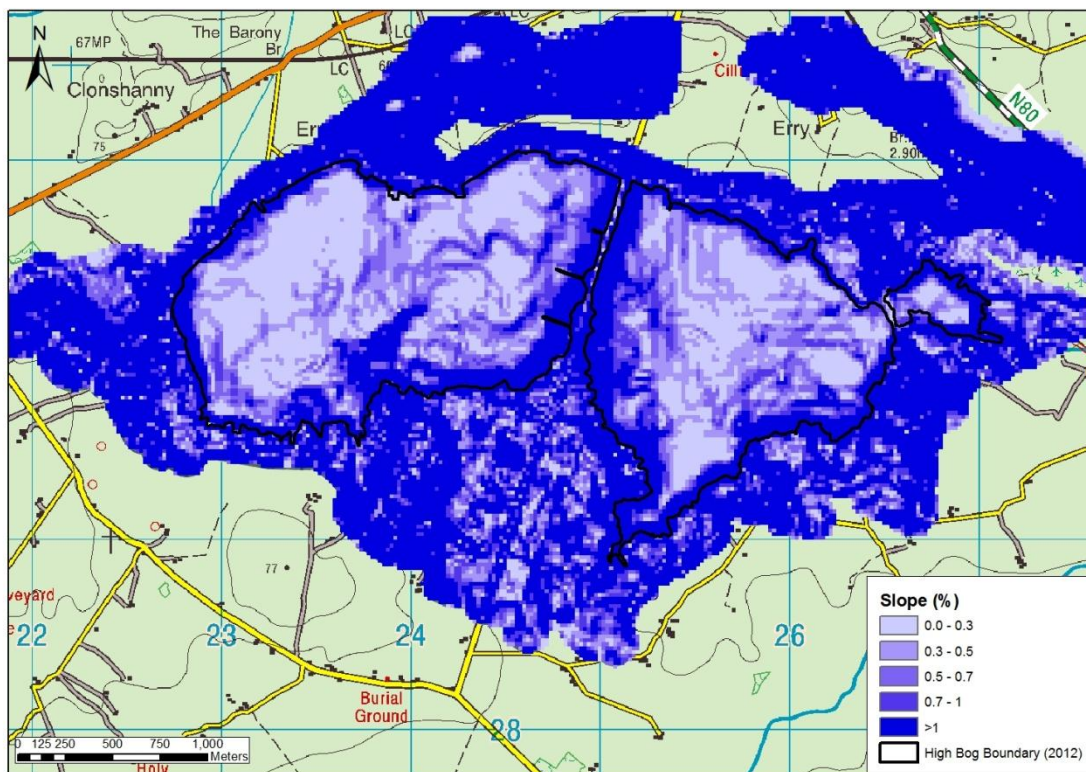 N
67MP
The Barony
Br
LC
LC
LC
Clonshanny
75
Cill
Erry
N80
2.90
22
23
24
26
77
veyard
Burial
Ground
28
Holy
0 125 250 500 750 1,000
Meters
Slope (%)
0.0 - 0.3
0.3 - 0.5
0.5 - 0.7
0.7 - 1
>1
High Bog Boundary (2012)